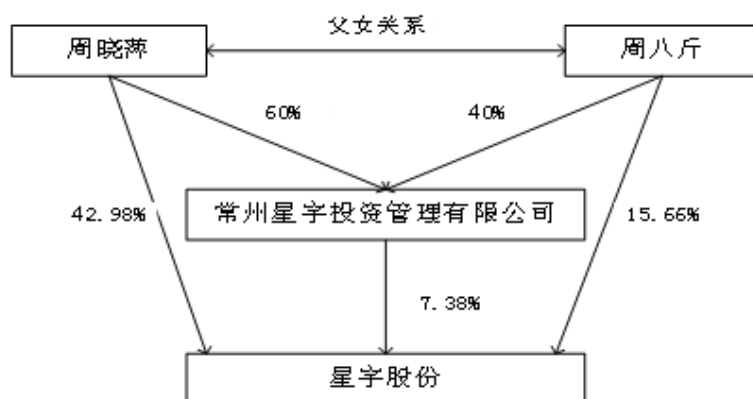 父女关系
周晓萍
周八斤
60%
40%
42.98%
常州星宇投资管理有限公司
15.66%
7.38%
星宇股份